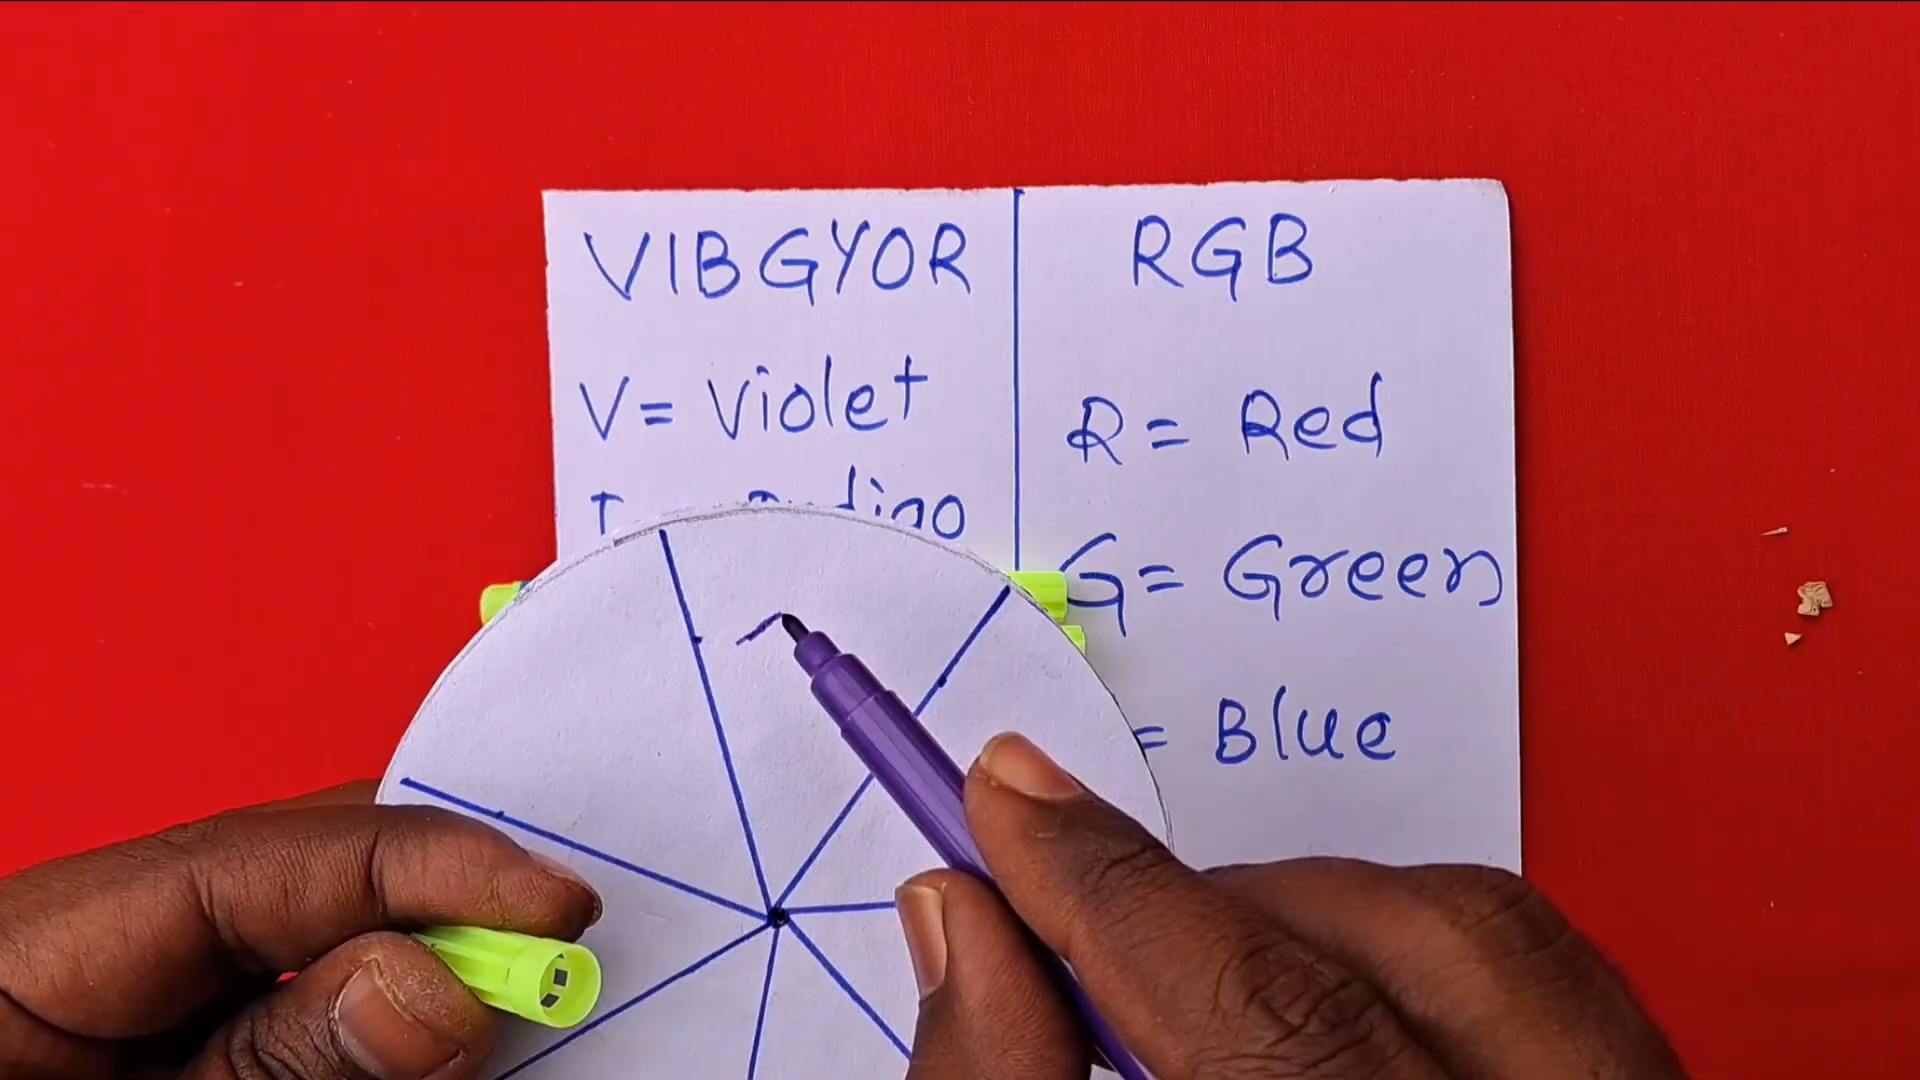 VIBGYOR
V= Violet
RGB
R= Red
G= Green
= Blue